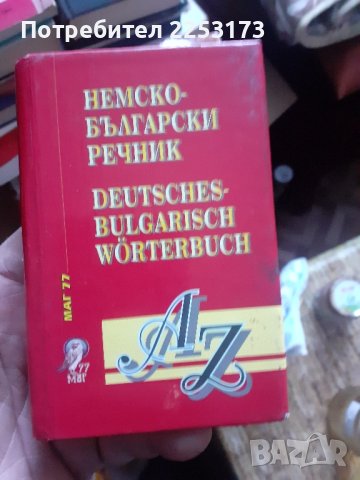 Потребител 2253173
НЕМСКО-
БЪЛГАРСКИ
РЕЧНИК
DEUTSCHES-
BULGARISCH
WÖRTERBUCH
МАГ 77
77
МАГ
AZ
BAZAR